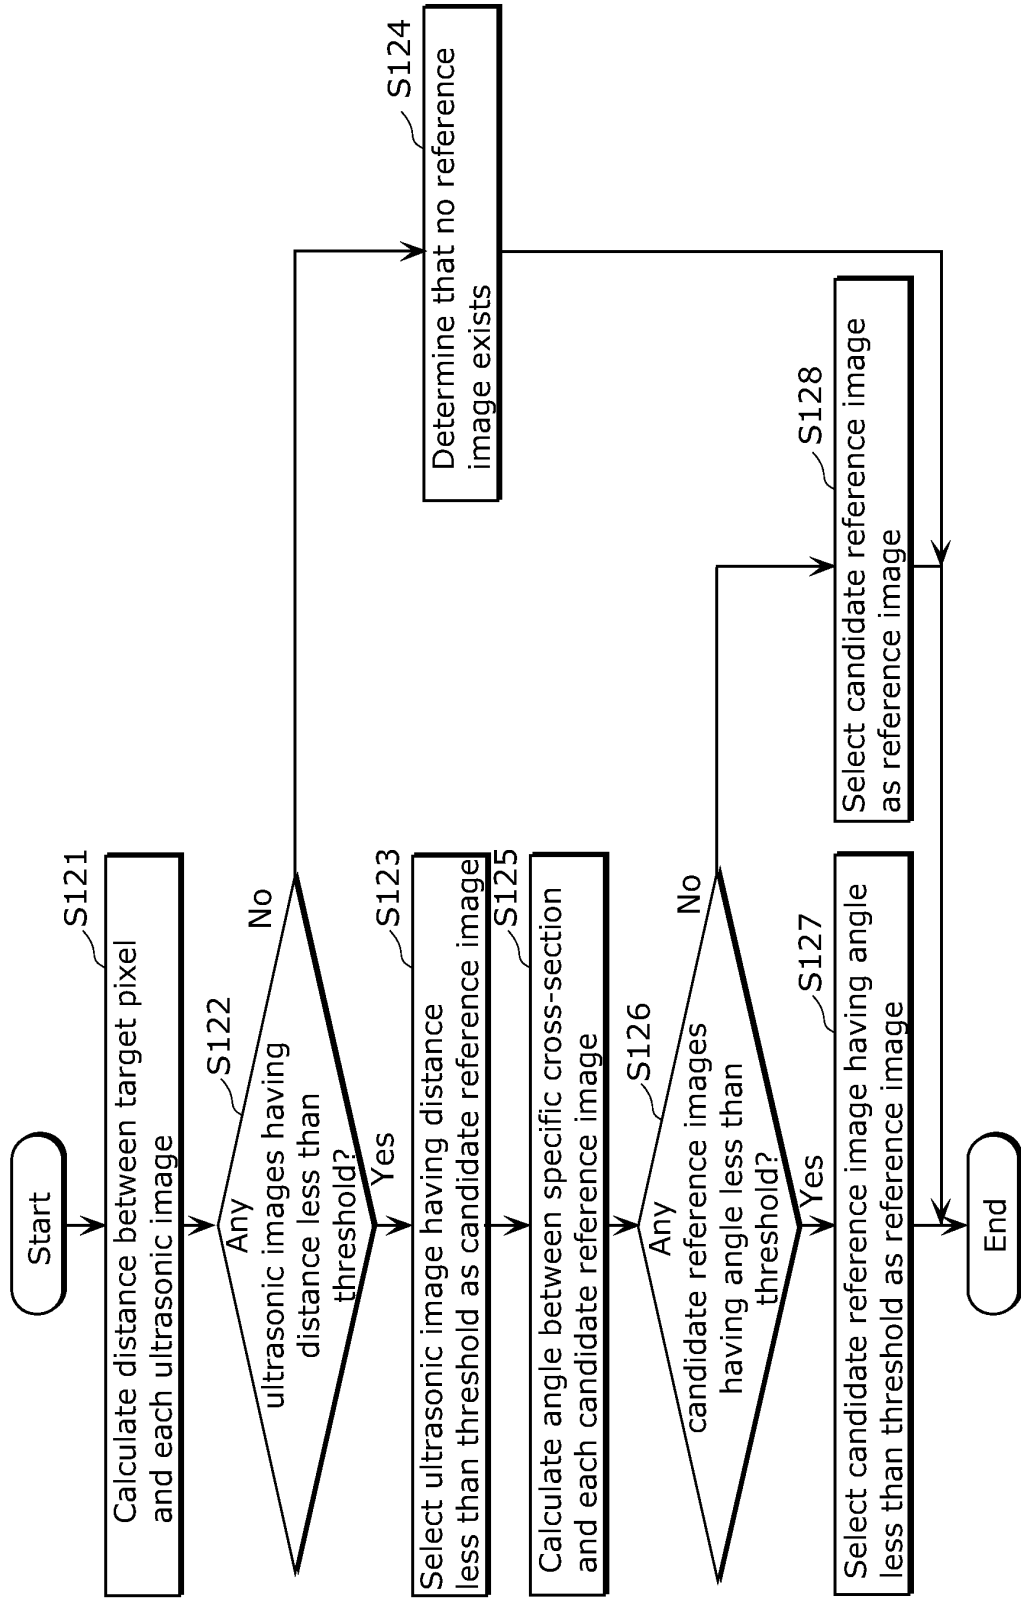 Start
S121
Calculate distance between target pixel
and each ultrasonic image
S122
Any
ultrasonic images having
distance less than
threshold?
No
Yes
S124
Determine that no reference
image exists
S123
Select ultrasonic image having distance
less than threshold as candidate reference image
S125
Calculate angle between specific cross-section
and each candidate reference image
S126
Any
candidate reference images
having angle less than
threshold?
No
Yes
S127
Select candidate reference image having angle
less than threshold as reference image
S128
Select candidate reference image
as reference image
End